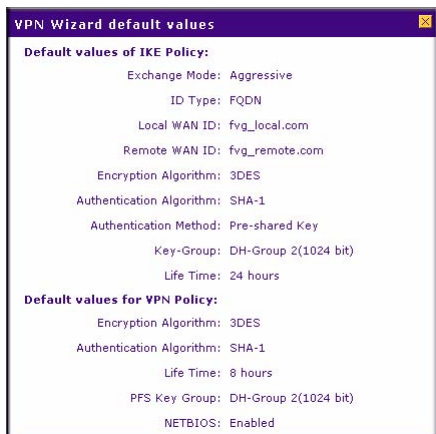 VPN Wizard default values
Default values of IKE Policy:
Exchange Mode: Aggressive
ID Type: FQDN
Local WAN ID: fvg_local.com
Remote WAN ID: fvg_remote.com
Encryption Algorithm: 3DES
Authentication Algorithm: SHA-1
Authentication Method: Pre-shared Key
Key-Group: DH-Group 2(1024 bit)
Life Time: 24 hours
Default values for VPN Policy:
Encryption Algorithm: 3DES
Authentication Algorithm: SHA-1
Life Time: 8 hours
PFS Key Group: DH-Group 2(1024 bit)
NETBIOS: Enabled